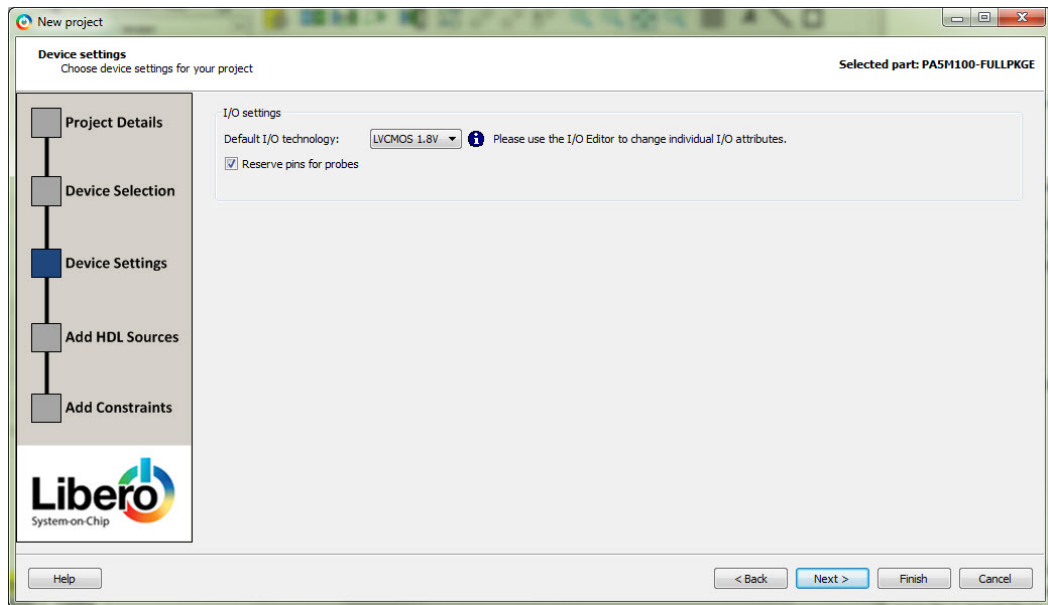 New project
Device settings
Choose device settings for your project
Selected part: PA5M100-FULLPKGE
Project Details
Device Selection
Device Settings
Add HDL Sources
Add Constraints
Libero
System-on-Chip
I/O settings
Default I/O technology: LVCMOS 1.8V Please use the I/O Editor to change individual I/O attributes.
Reserve pins for probes
Help < Back Next > Finish Cancel